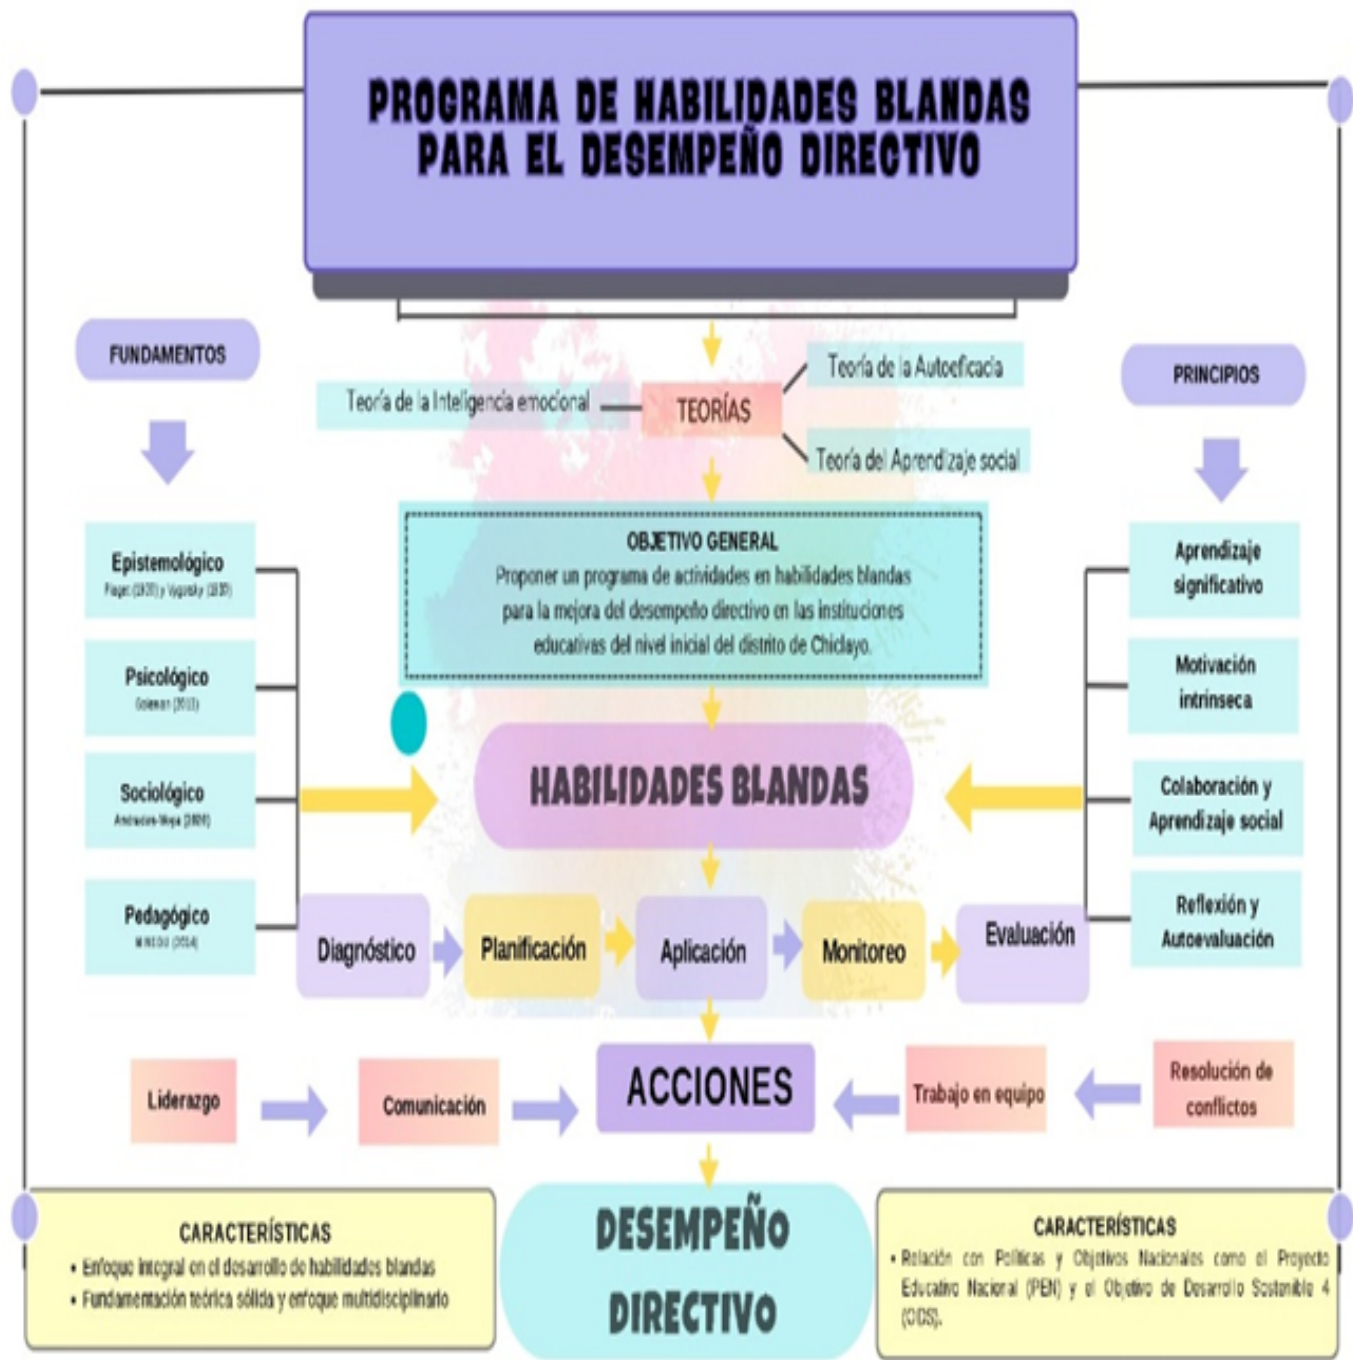 PROGRAMA DE HABILIDADES BLANDAS
PARA EL DESEMPEÑO DIRECTIVO
FUNDAMENTOS
Epistemológico
Piaget (1920) y Vygotsky
Psicológico
Goleman
Sociológico
Pedagógico
Teoría de la Inteligencia emocional
TEORÍAS
Teoría de la Autoeficacia
Teoría del Aprendizaje social
OBJETIVO GENERAL
Proponer un programa de actividades en habilidades blandas
para la mejora del desempeño directivo en las instituciones
educativas del nivel inicial del distrito de Chiclayo.
PRINCIPIOS
Aprendizaje
significativo
Motivación
intrínseca
Colaboración y
Aprendizaje social
Reflexión y
Autoevaluación
HABILIDADES BLANDAS
Diagnóstico
Planificación
Aplicación
Monitoreo
Evaluación
Liderazgo
Comunicación
ACCIONES
Trabajo en equipo
Resolución de
conflictos
CARACTERÍSTICAS
• Enfoque integral en el desarrollo de habilidades blandas
• Fundamentación teórica sólida y enfoque multidisciplinario
DESEMPEÑO
DIRECTIVO
CARACTERÍSTICAS
• Relación con Políticas y Objetivos Nacionales como el Proyecto
Educativo Nacional (PEN) y el Objetivo de Desarrollo Sostenible 4
(ODS).